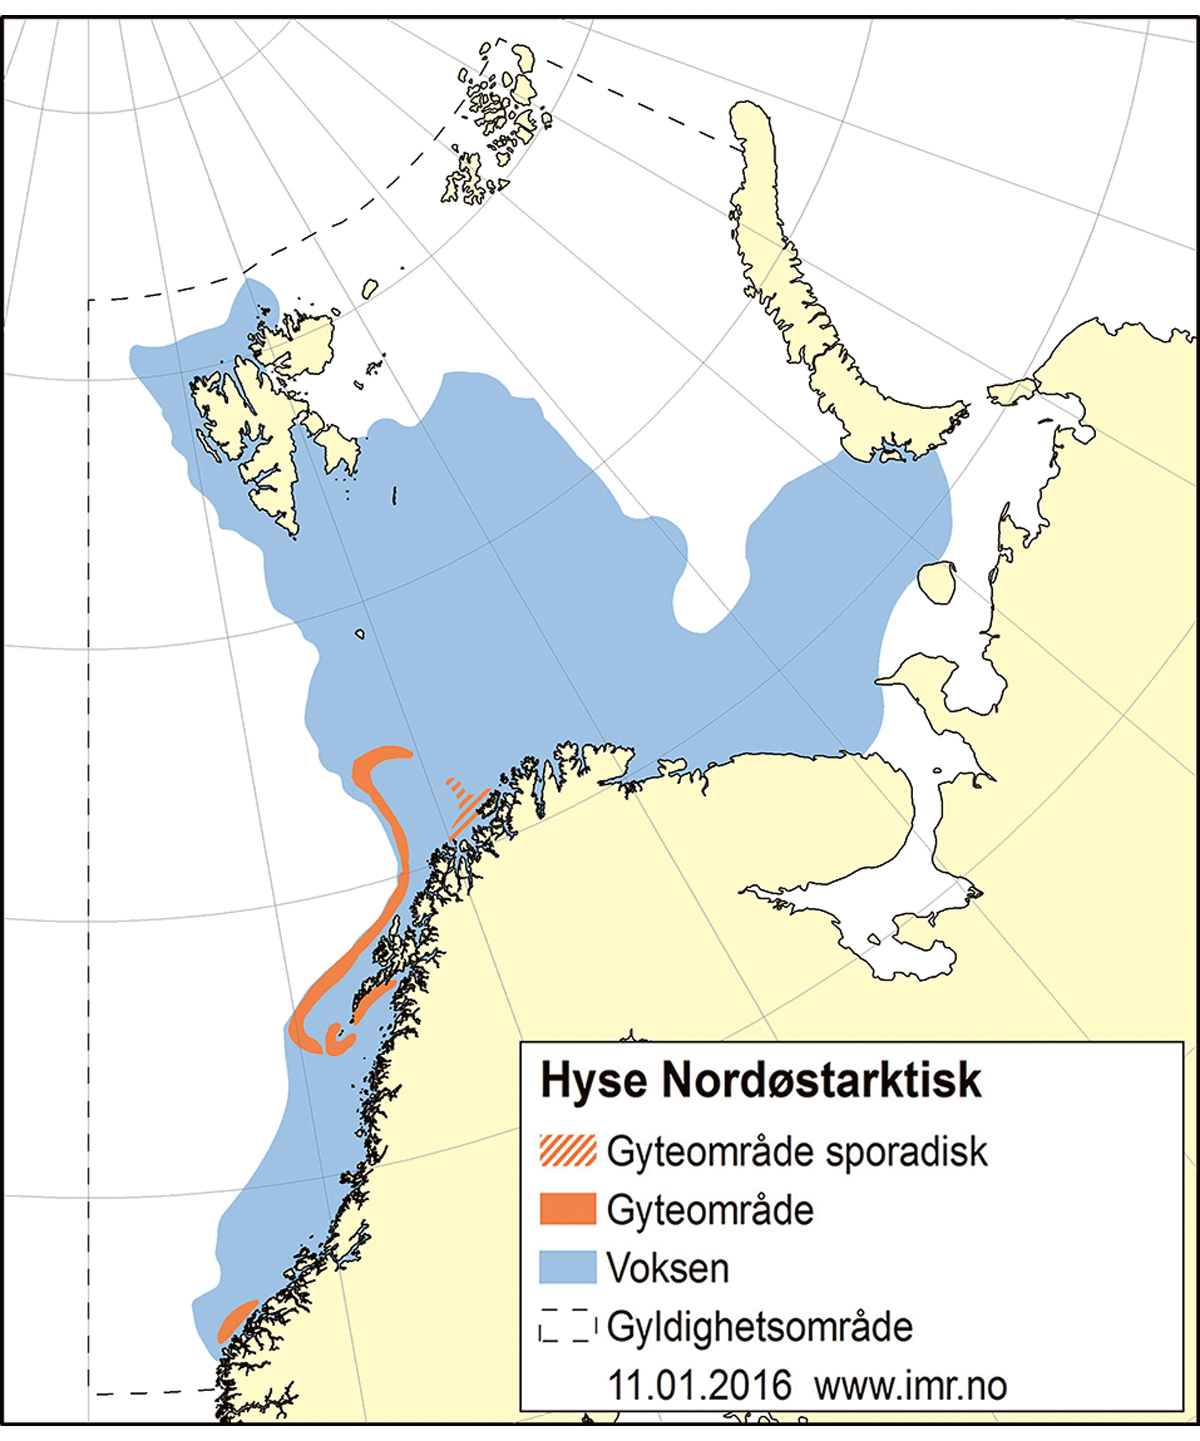 Hyse Nordøstarktisk
Gyteområde sporadisk
Gyteområde
Voksen
Gyldighetsområde
11.01.2016 www.imr.no